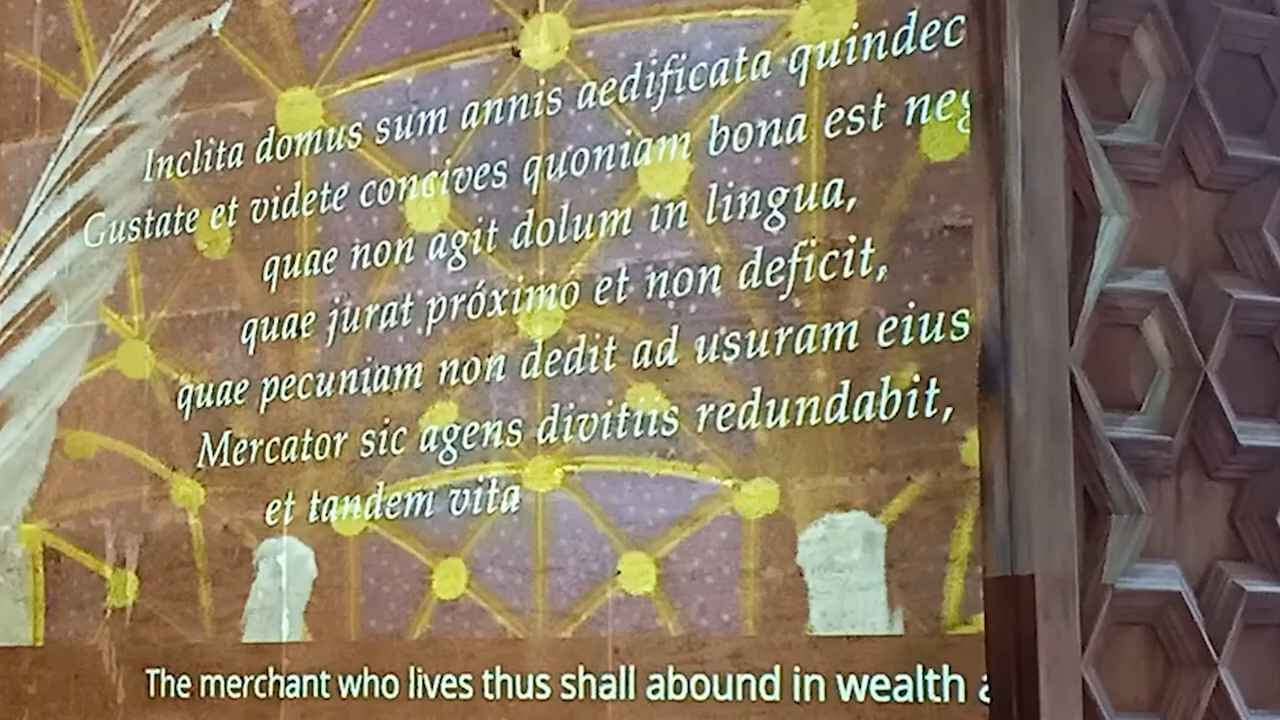 Inclita domus sum annis aedificata quindec
Gustate et videte concives quoniam bona est neg
quae non agit dolum in lingua,
quae jurat próximo et non deficit,
quae pecuniam non dedit ad usuram eius
Mercator sic agens divitiis redundabit,
et tandem vita
The merchant who lives thus shall abound in wealth a